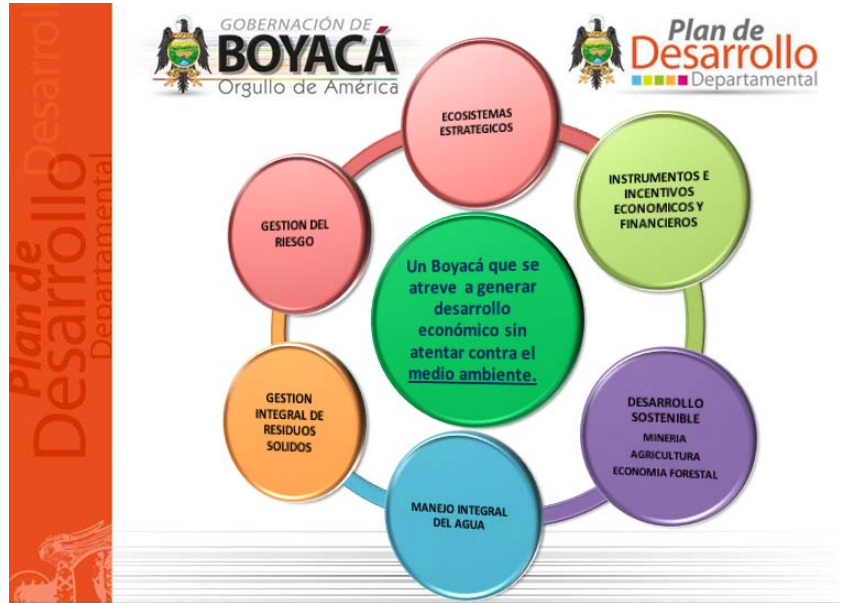 GOBERNACIÓN DE
BOYACÁ
Orgullo de América
Plan de
Desarrollo
Departamental
Plan de
Desarrollo
Departamental
Desarrol
ECOSISTEMAS
ESTRATEGICOS
INSTRUMENTOS E
INCENTIVOS
ECONOMICOS Y
FINANCIEROS
GESTION DEL
RIESGO
Un Boyacá que se
atreve a generar
desarrollo
económico sin
atentar contra el
medio ambiente.
GESTION
INTEGRAL DE
RESIDUOS
SOLIDOS
DESARROLLO
SOSTENIBLE
MINERIA
AGRICULTURA
ECONOMIA FORESTAL
MANEJO INTEGRAL
DEL AGUA